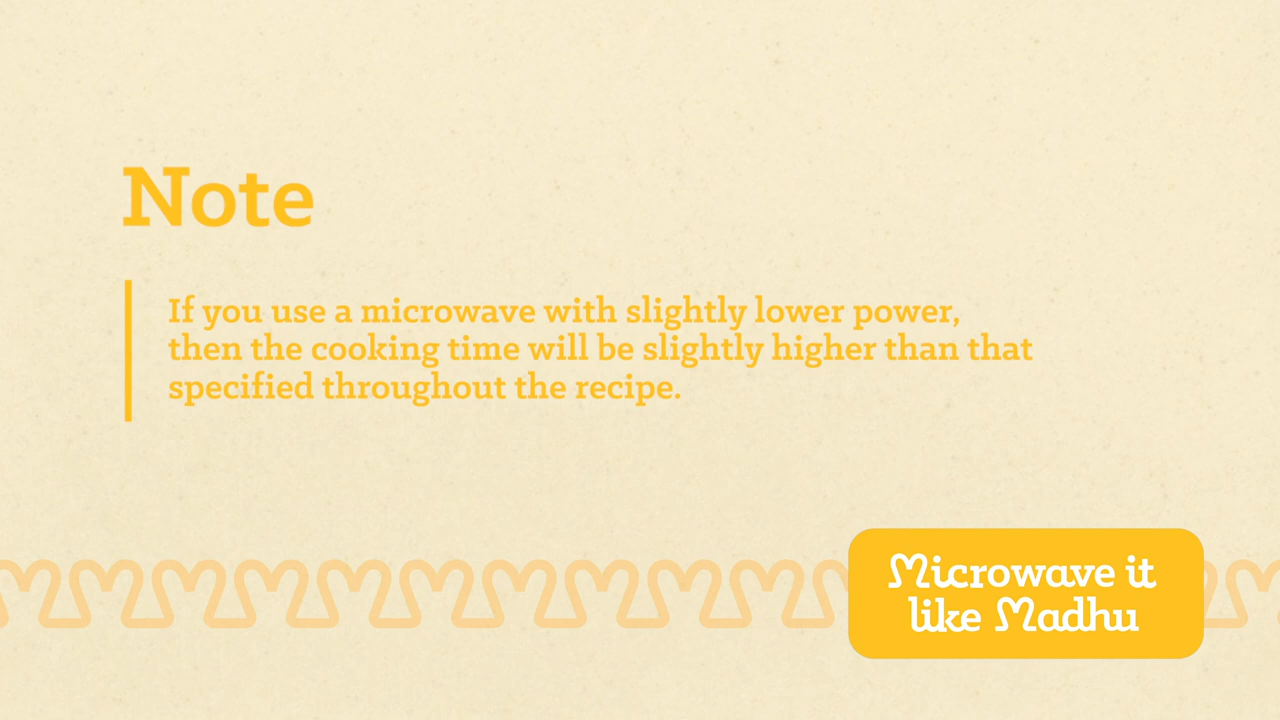 Note
If you use a microwave with slightly lower power,
then the cooking time will be slightly higher than that
specified throughout the recipe.
Microwave it
like Madhu